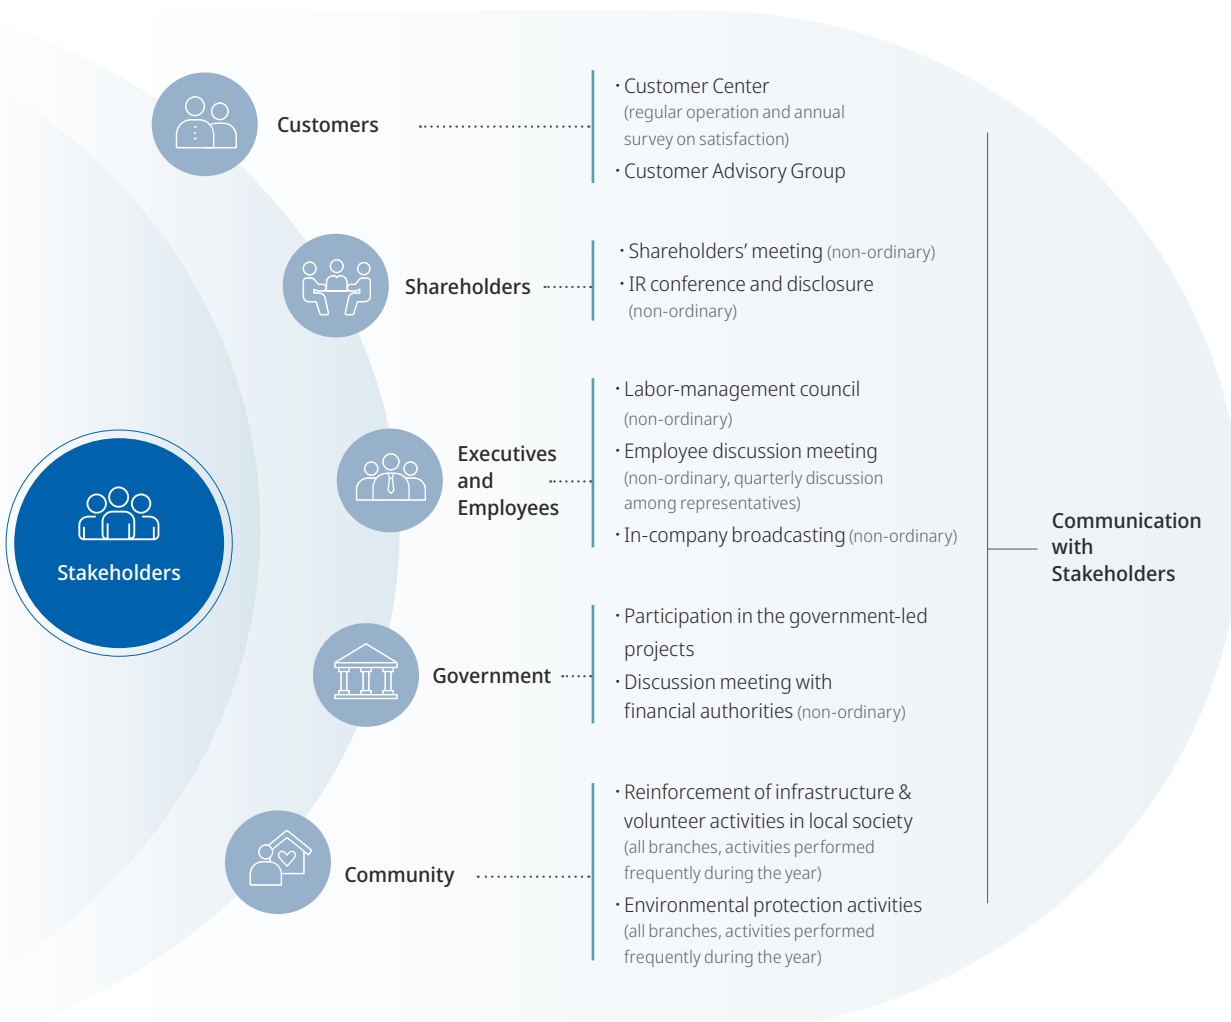 Stakeholders
Customers
· Customer Center
(regular operation and annual
survey on satisfaction)
· Customer Advisory Group
Shareholders
· Shareholders’ meeting (non-ordinary)
· IR conference and disclosure
(non-ordinary)
Executives
and
Employees
· Labor-management council
(non-ordinary)
· Employee discussion meeting
(non-ordinary, quarterly discussion
among representatives)
· In-company broadcasting (non-ordinary)
Government
· Participation in the government-led
projects
· Discussion meeting with
financial authorities (non-ordinary)
Community
· Reinforcement of infrastructure &
volunteer activities in local society
(all branches, activities performed
frequently during the year)
· Environmental protection activities
(all branches, activities performed
frequently during the year)
Communication
with
Stakeholders